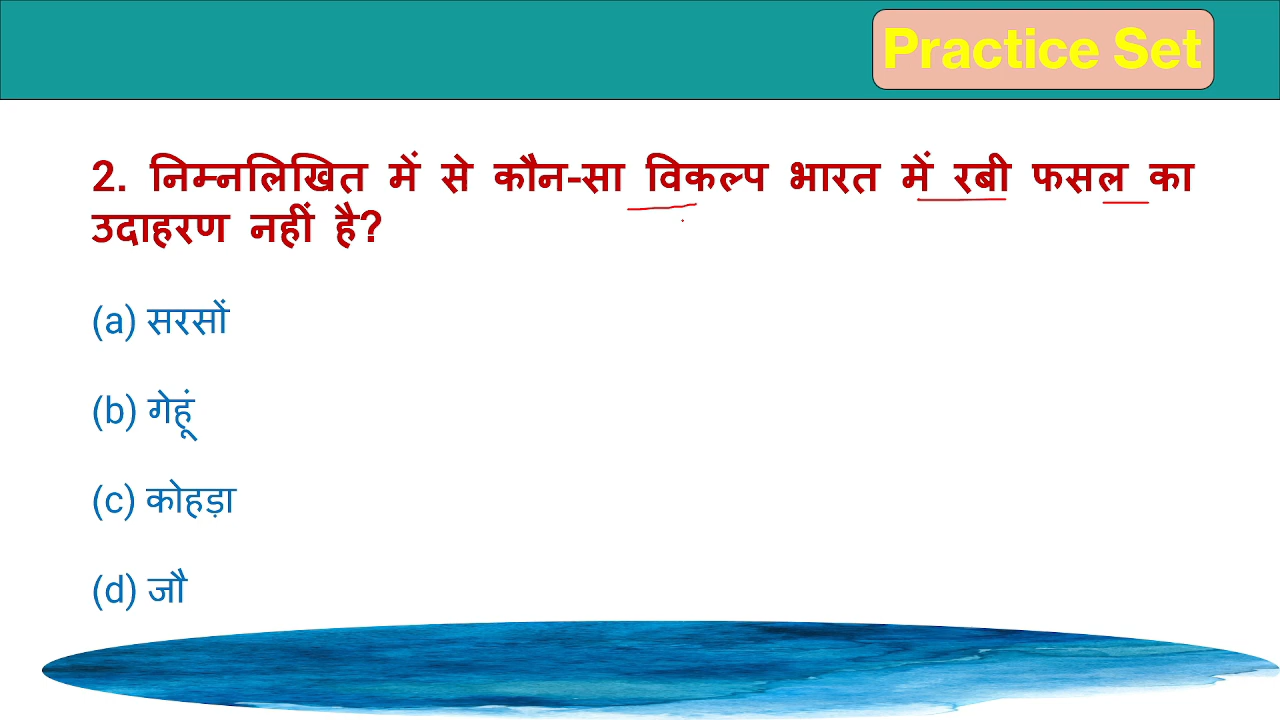 Practice Set
2. निम्नलिखित में से कौन-सा विकल्प भारत में रबी फसल का
उदाहरण नहीं है?
(a) सरसों
(b) गेहूं
(c) कोहड़ा
(d) जौ